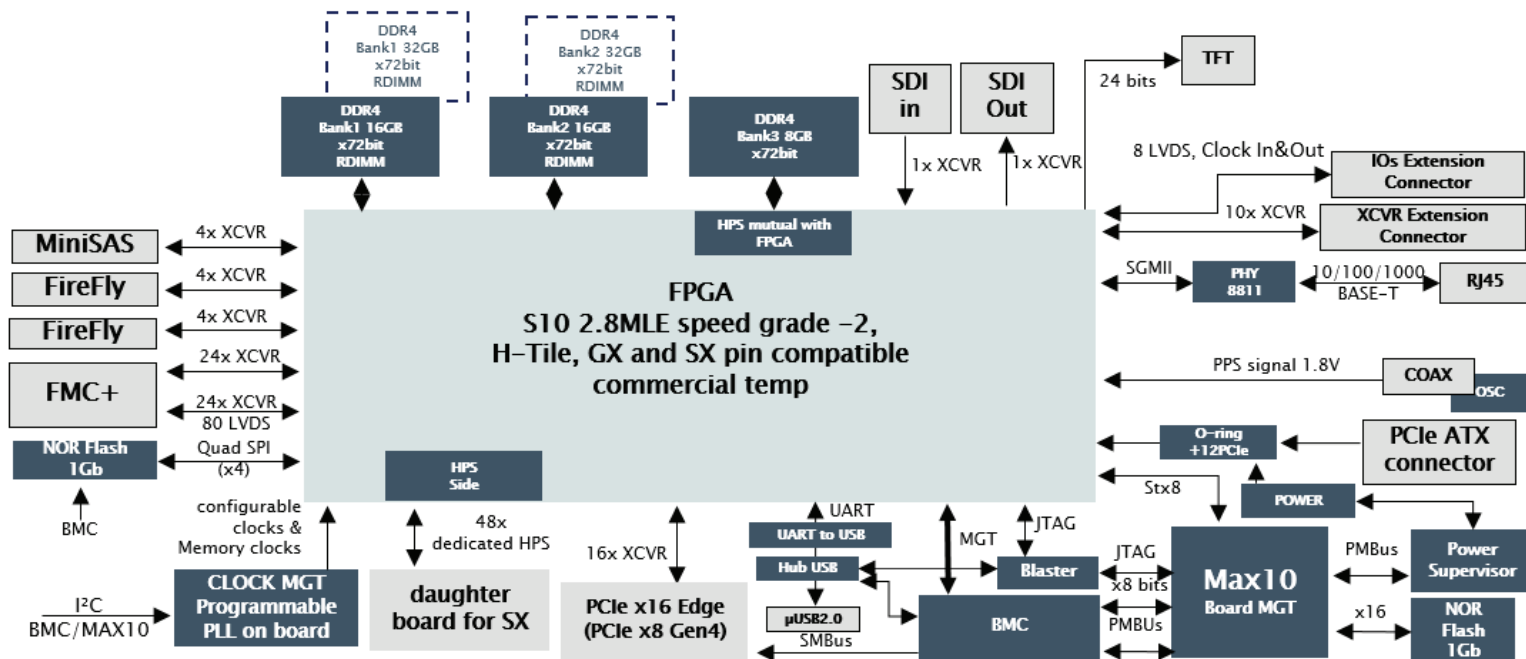 DDR4
Bank1 32GB
x72bit
RDIMM
DDR4
Bank2 32GB
x72bit
RDIMM
DDR4
Bank1 16GB
x72bit
RDIMM
DDR4
Bank2 16GB
x72bit
RDIMM
DDR4
Bank3 8GB
x72bit
SDI
in
SDI
Out
TFT
24 bits
1x XCVR
1x XCVR
8 LVDS, Clock In&Out
IOs Extension
Connector
10x XCVR
XCVR Extension
Connector
HPS mutual with
FPGA
MiniSAS
4x XCVR
FireFly
4x XCVR
FireFly
4x XCVR
FMC+
24x XCVR
24x XCVR
80 LVDS
NOR Flash
1Gb
Quad SPI
(x4)
BMC
FPGA
S10 2.8MLE speed grade -2,
H-Tile, GX and SX pin compatible
commercial temp
SGMII
PHY
8811
10/100/1000
BASE-T
RJ45
PPS signal 1.8V
COAX
OSC
O-ring
+12PCIe
PCIe ATX
connector
Stx8
POWER
HPS
Side
configurable
clocks &
Memory clocks
48x
dedicated HPS
16x XCVR
UART
UART to USB
Hub USB
µUSB2.0
MGT
JTAG
Blaster
JTAG
x8 bits
PMBUs
Max10
Board MGT
PMBus
Power
Supervisor
x16
NOR
Flash
1Gb
I²C
BMC/MAX10
CLOCK MGT
Programmable
PLL on board
daughter
board for SX
PCIe x16 Edge
(PCIe x8 Gen4)
SMBus
BMC